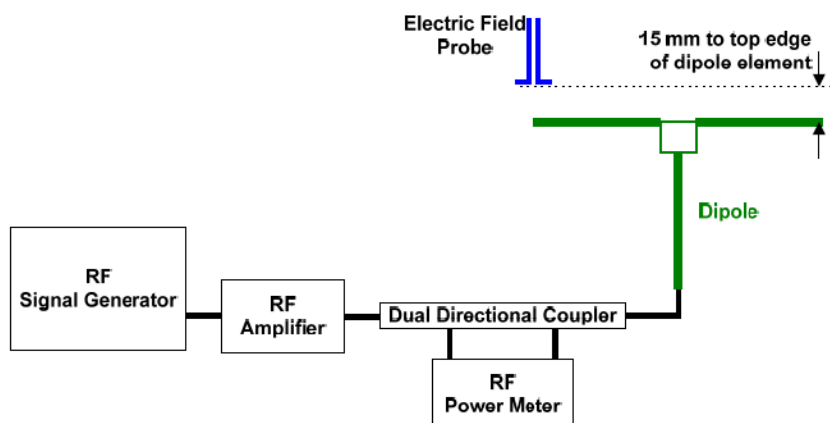 Electric Field
Probe
15 mm to top edge
of dipole element
Dipole
RF
Signal Generator
RF
Amplifier
Dual Directional Coupler
RF
Power Meter